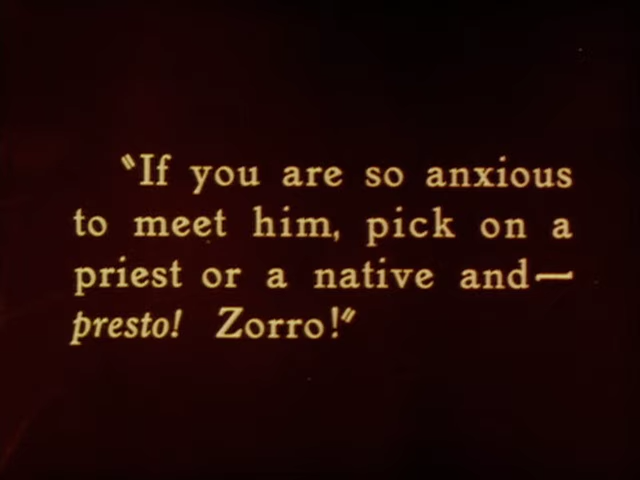 "If you are so anxious
to meet him, pick on a
priest or a native and—
presto! Zorro!"